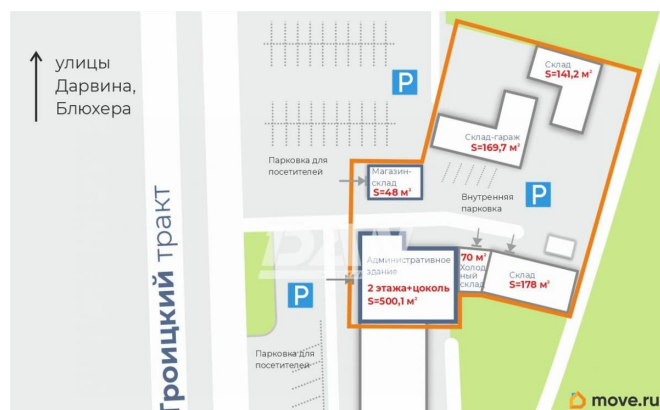 улицы
Дарвина,
Блюхера
Троицкий тракт
P
Склад
S=141,2 м²
Склад-гараж
S=169,7 м²
Парковка для
посетителей
Магазин-
склад
S=48 м²
Внутренняя
парковка
P
DAN
Административное
здание
2 этажа+цоколь
S=500,1 м²
70 м²
Холод
ный
склад
Склад
S=178 м²
P
Парковка для
посетителей
move.ru